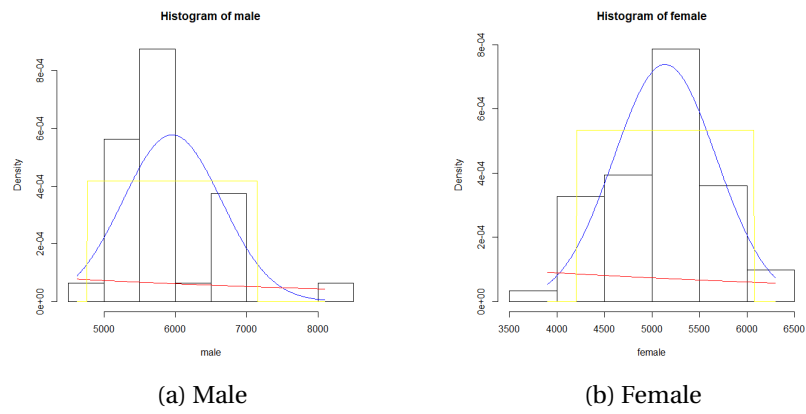 Histogram of male
Density
0e+00 2e-04 4e-04 6e-04 8e-04
5000 6000 7000 8000
male
(a) Male
Histogram of female
Density
0e+00 2e-04 4e-04 6e-04 8e-04
3500 4000 4500 5000 5500 6000 6500
female
(b) Female